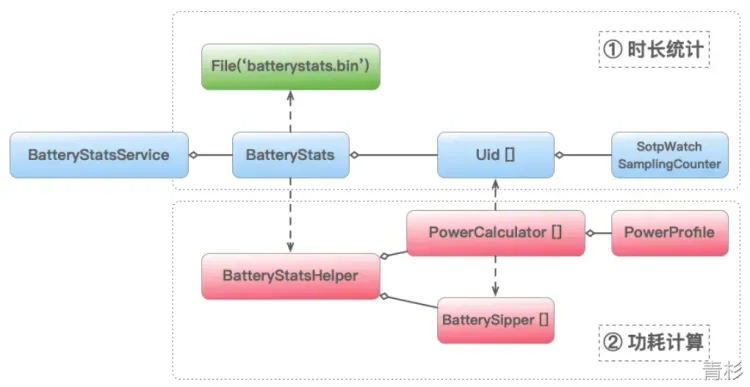 ① 时长统计
File(‘batterystats.bin’)
BatteryStatsService
BatteryStats
Uid []
SotpWatch
SamplingCounter
PowerCalculator []
PowerProfile
BatteryStatsHelper
BatterySipper []
② 功耗计算
青杉